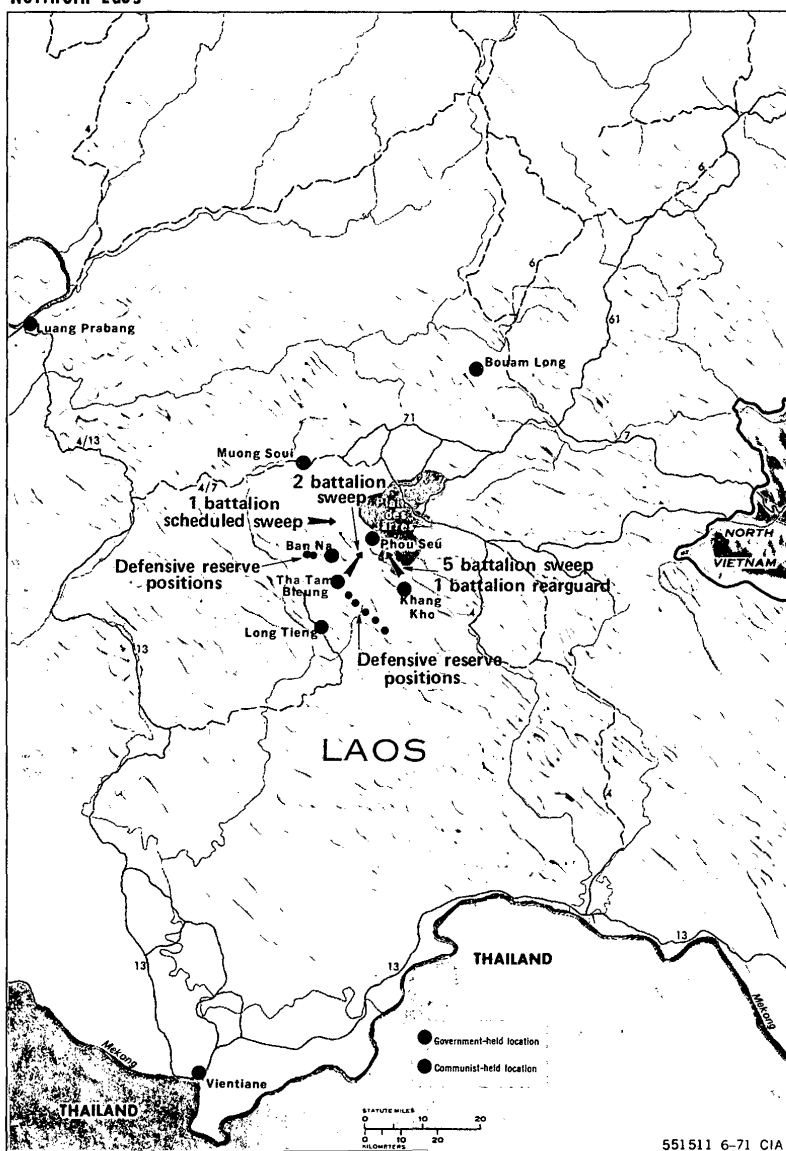 Northern Laos
4
6
6
61
Luang Prabang
Bouam Long
71
7
4/13
Muong Soui
4/7
2 battalion
sweep
1 battalion
scheduled sweep
Phou Seu
NORTH
VIETNAM
Ban Na
Defensive reserve
positions
5 battalion sweep
1 battalion rearguard
Tha Tam
Bleung
Khang
Kho
4
Long Tieng
13
Defensive reserve
positions
LAOS
4
THAILAND
13
13
13
Mekong
Government-held location
Communist-held location
Mekong
Vientiane
THAILAND
STATUTE MILES
0 10 20
0 10 20
KILOMETERS
551511 6-71 CIA